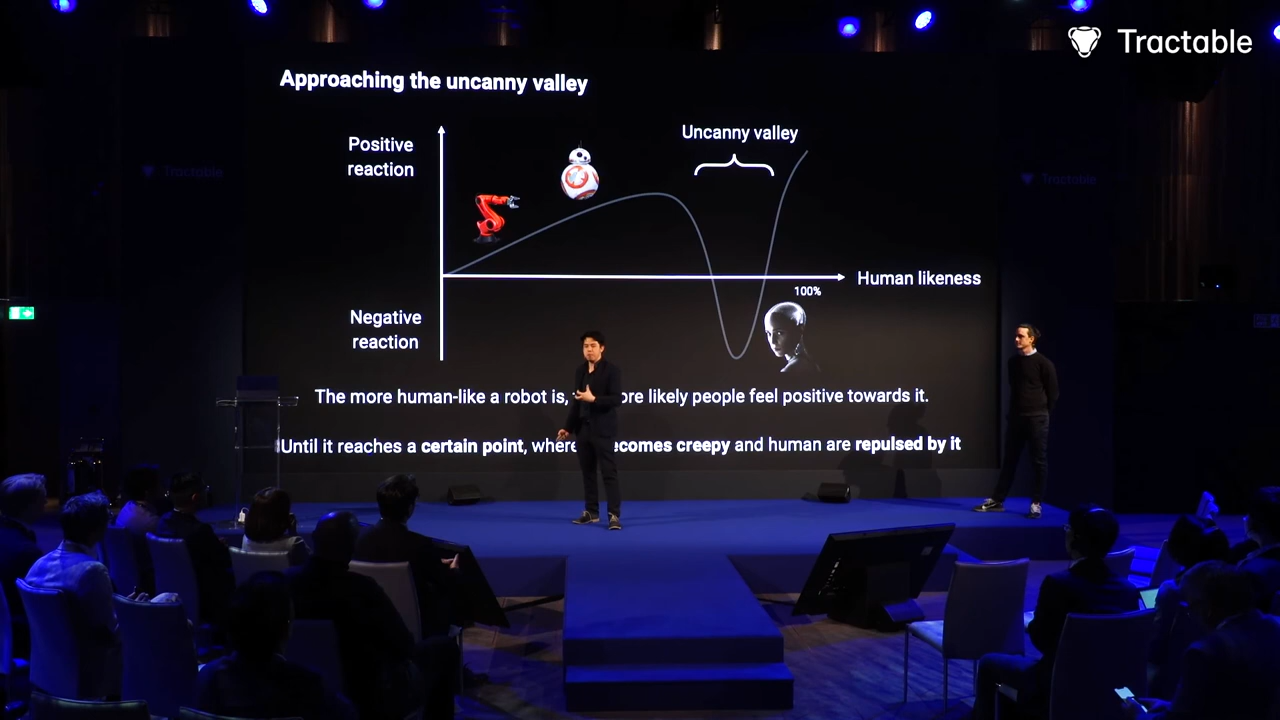 Tractable
Approaching the uncanny valley
Positive
reaction
Uncanny valley
Tractable
Tractable
Human likeness
100%
Negative
reaction
The more human-like a robot is, ore likely people feel positive towards it.
Until it reaches a certain point, where ecomes creepy and human are repulsed by it